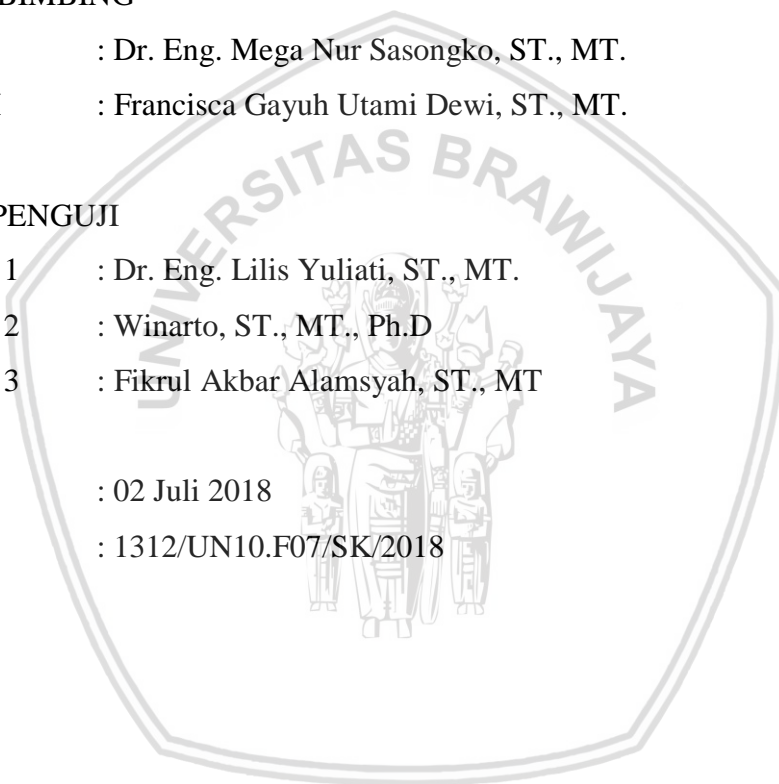 BIMBING
: Dr. Eng. Mega Nur Sasongko, ST., MT.
: Francisca Gayuh Utami Dewi, ST., MT.
UNIVERSITAS BRAWIJAYA
PENGUJI
1 : Dr. Eng. Lilis Yuliati, ST., MT.
2 : Winarto, ST., MT., Ph.D
3 : Fikrul Akbar Alamsyah, ST., MT
: 02 Juli 2018
: 1312/UN10.F07/SK/2018